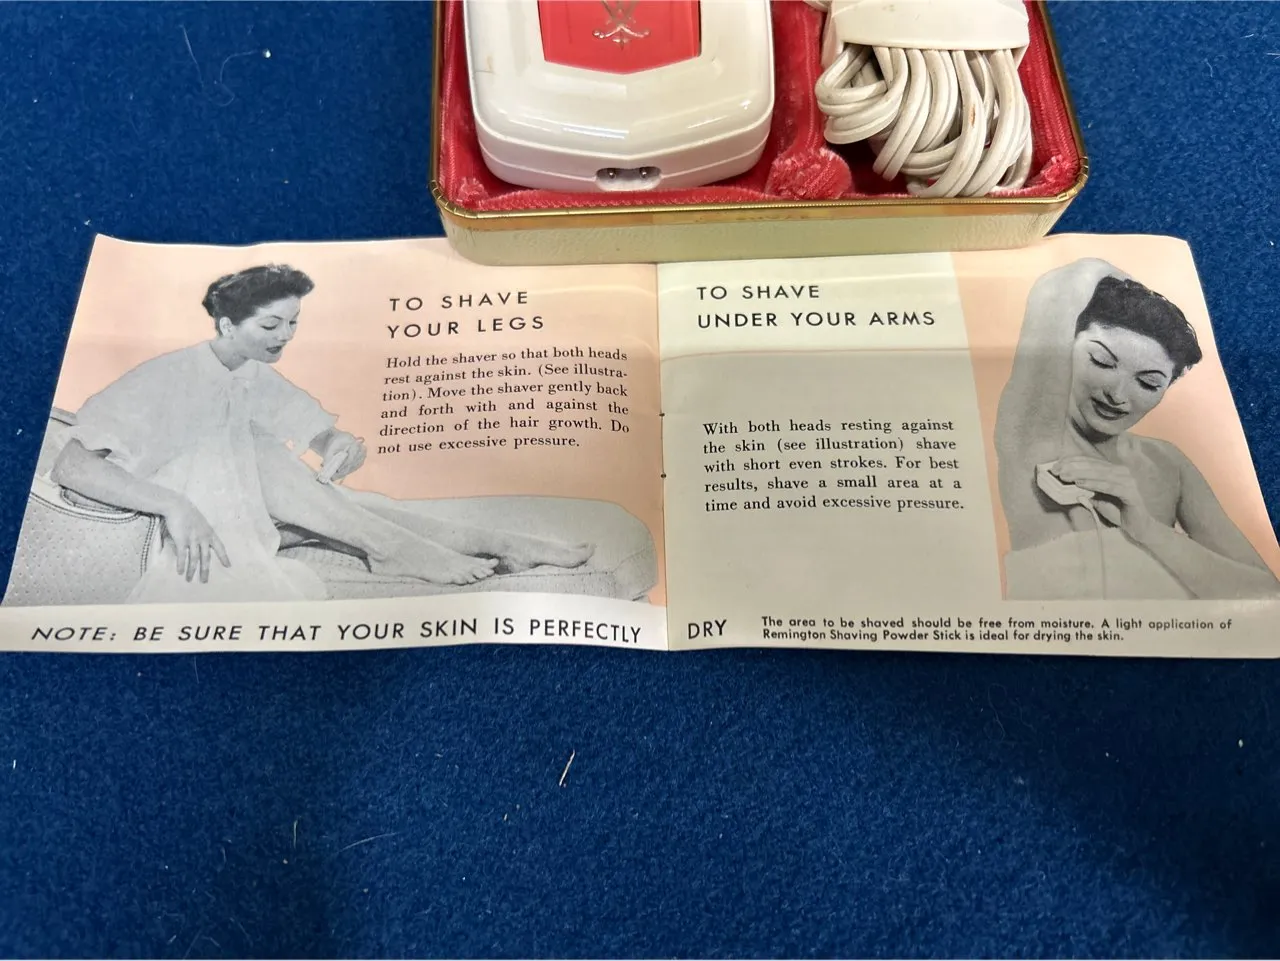 TO SHAVE
YOUR LEGS
Hold the shaver so that both heads
rest against the skin. (See illustra-
tion). Move the shaver gently back
and forth with and against the
direction of the hair growth. Do
not use excessive pressure.
TO SHAVE
UNDER YOUR ARMS
With both heads resting against
the skin (see illustration) shave
with short even strokes. For best
results, shave a small area at a
time and avoid excessive pressure.
NOTE: BE SURE THAT YOUR SKIN IS PERFECTLY DRY
The area to be shaved should be free from moisture. A light application of
Remington Shaving Powder Stick is ideal for drying the skin.